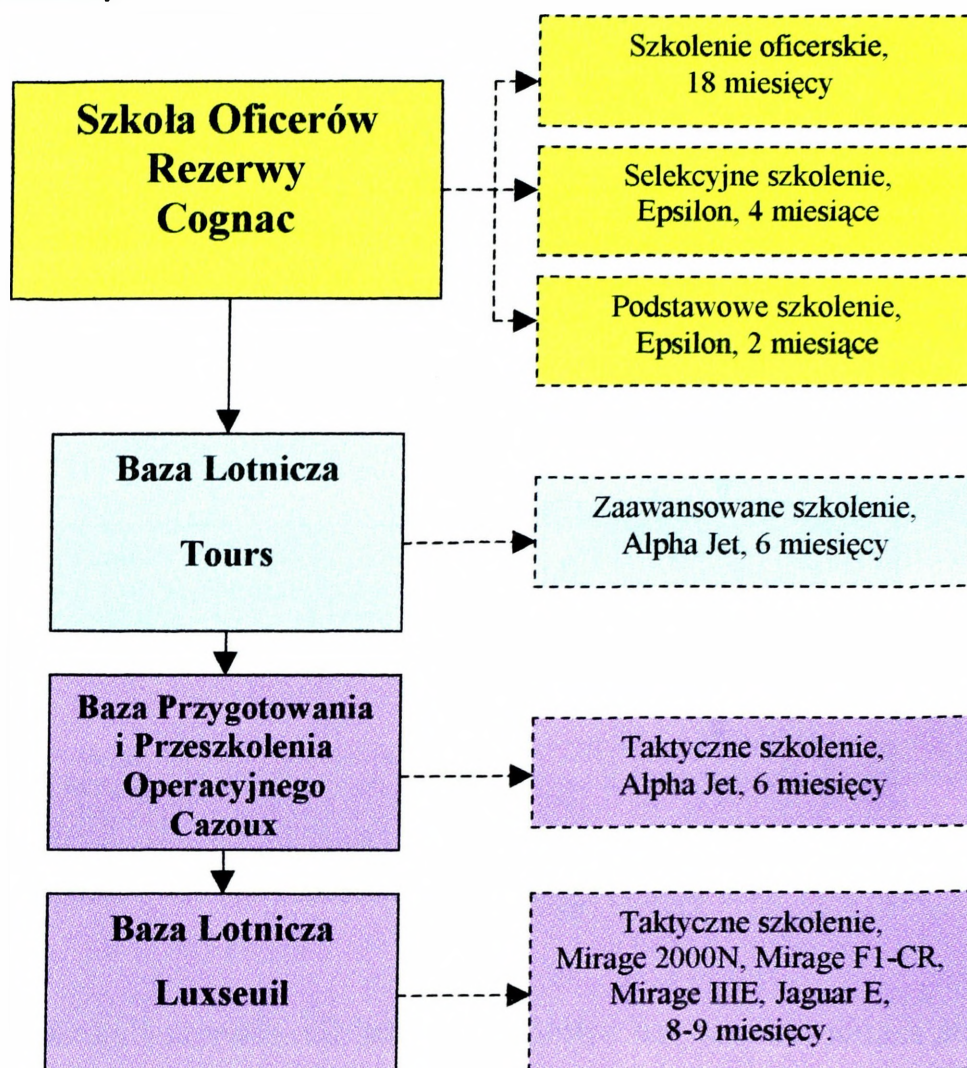 Szkoła Oficerów
Rezerwy
Cognac
Szkolenie oficerskie,
18 miesięcy
Selekcyjne szkolenie,
Epsilon, 4 miesiące
Podstawowe szkolenie,
Epsilon, 2 miesiące
Baza Lotnicza
Tours
Zaawansowane szkolenie,
Alpha Jet, 6 miesięcy
Baza Przygotowania
i Przeszkolenia
Operacyjnego
Cazoux
Taktyczne szkolenie,
Alpha Jet, 6 miesięcy
Baza Lotnicza
Luxseuil
Taktyczne szkolenie,
Mirage 2000N, Mirage F1-CR,
Mirage IIIE, Jaguar E,
8-9 miesięcy.